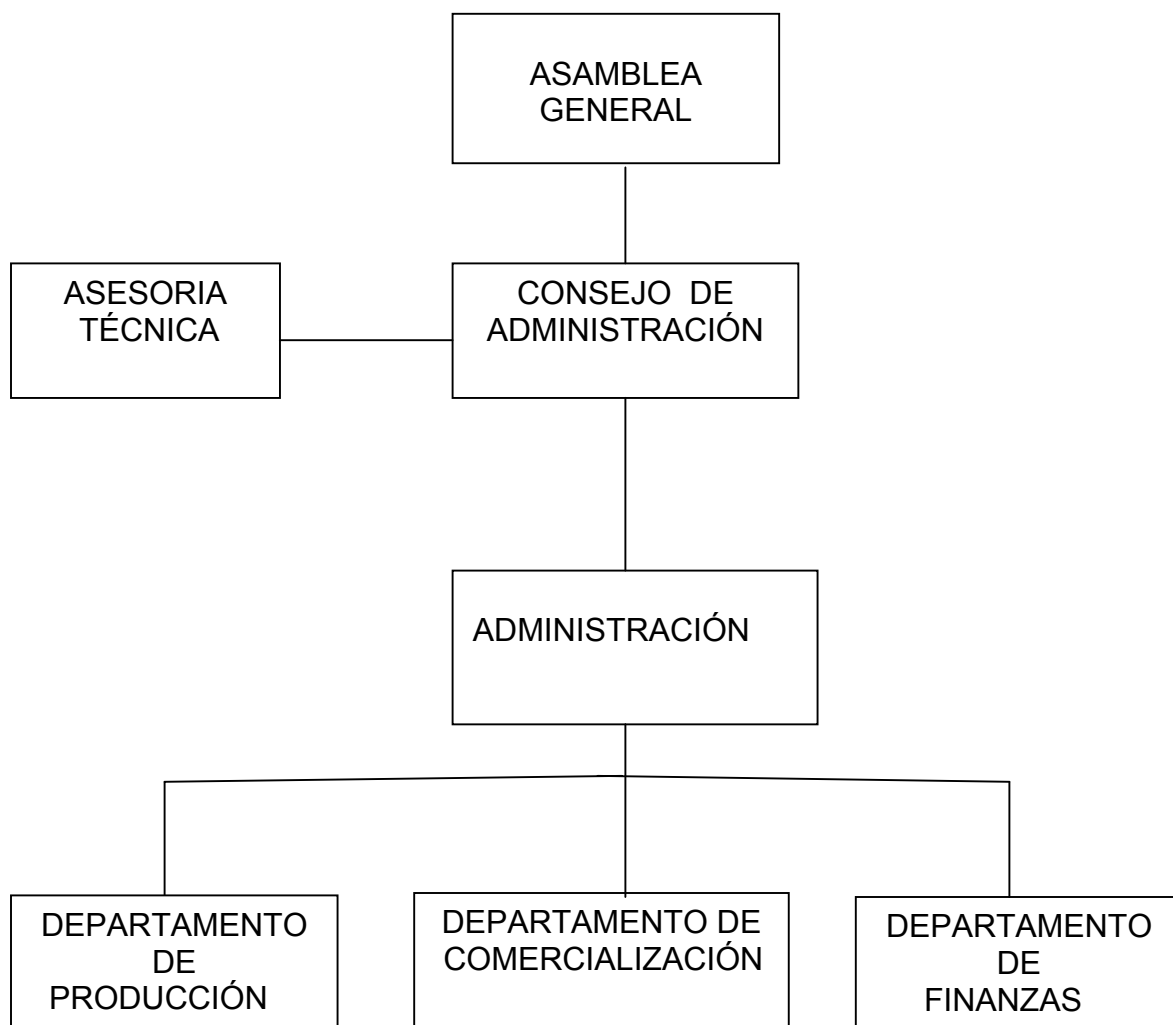 ASAMBLEA
GENERAL
ASESORIA
TÉCNICA
CONSEJO DE
ADMINISTRACIÓN
ADMINISTRACIÓN
DEPARTAMENTO
DE
PRODUCCIÓN
DEPARTAMENTO DE
COMERCIALIZACIÓN
DEPARTAMENTO
DE
FINANZAS